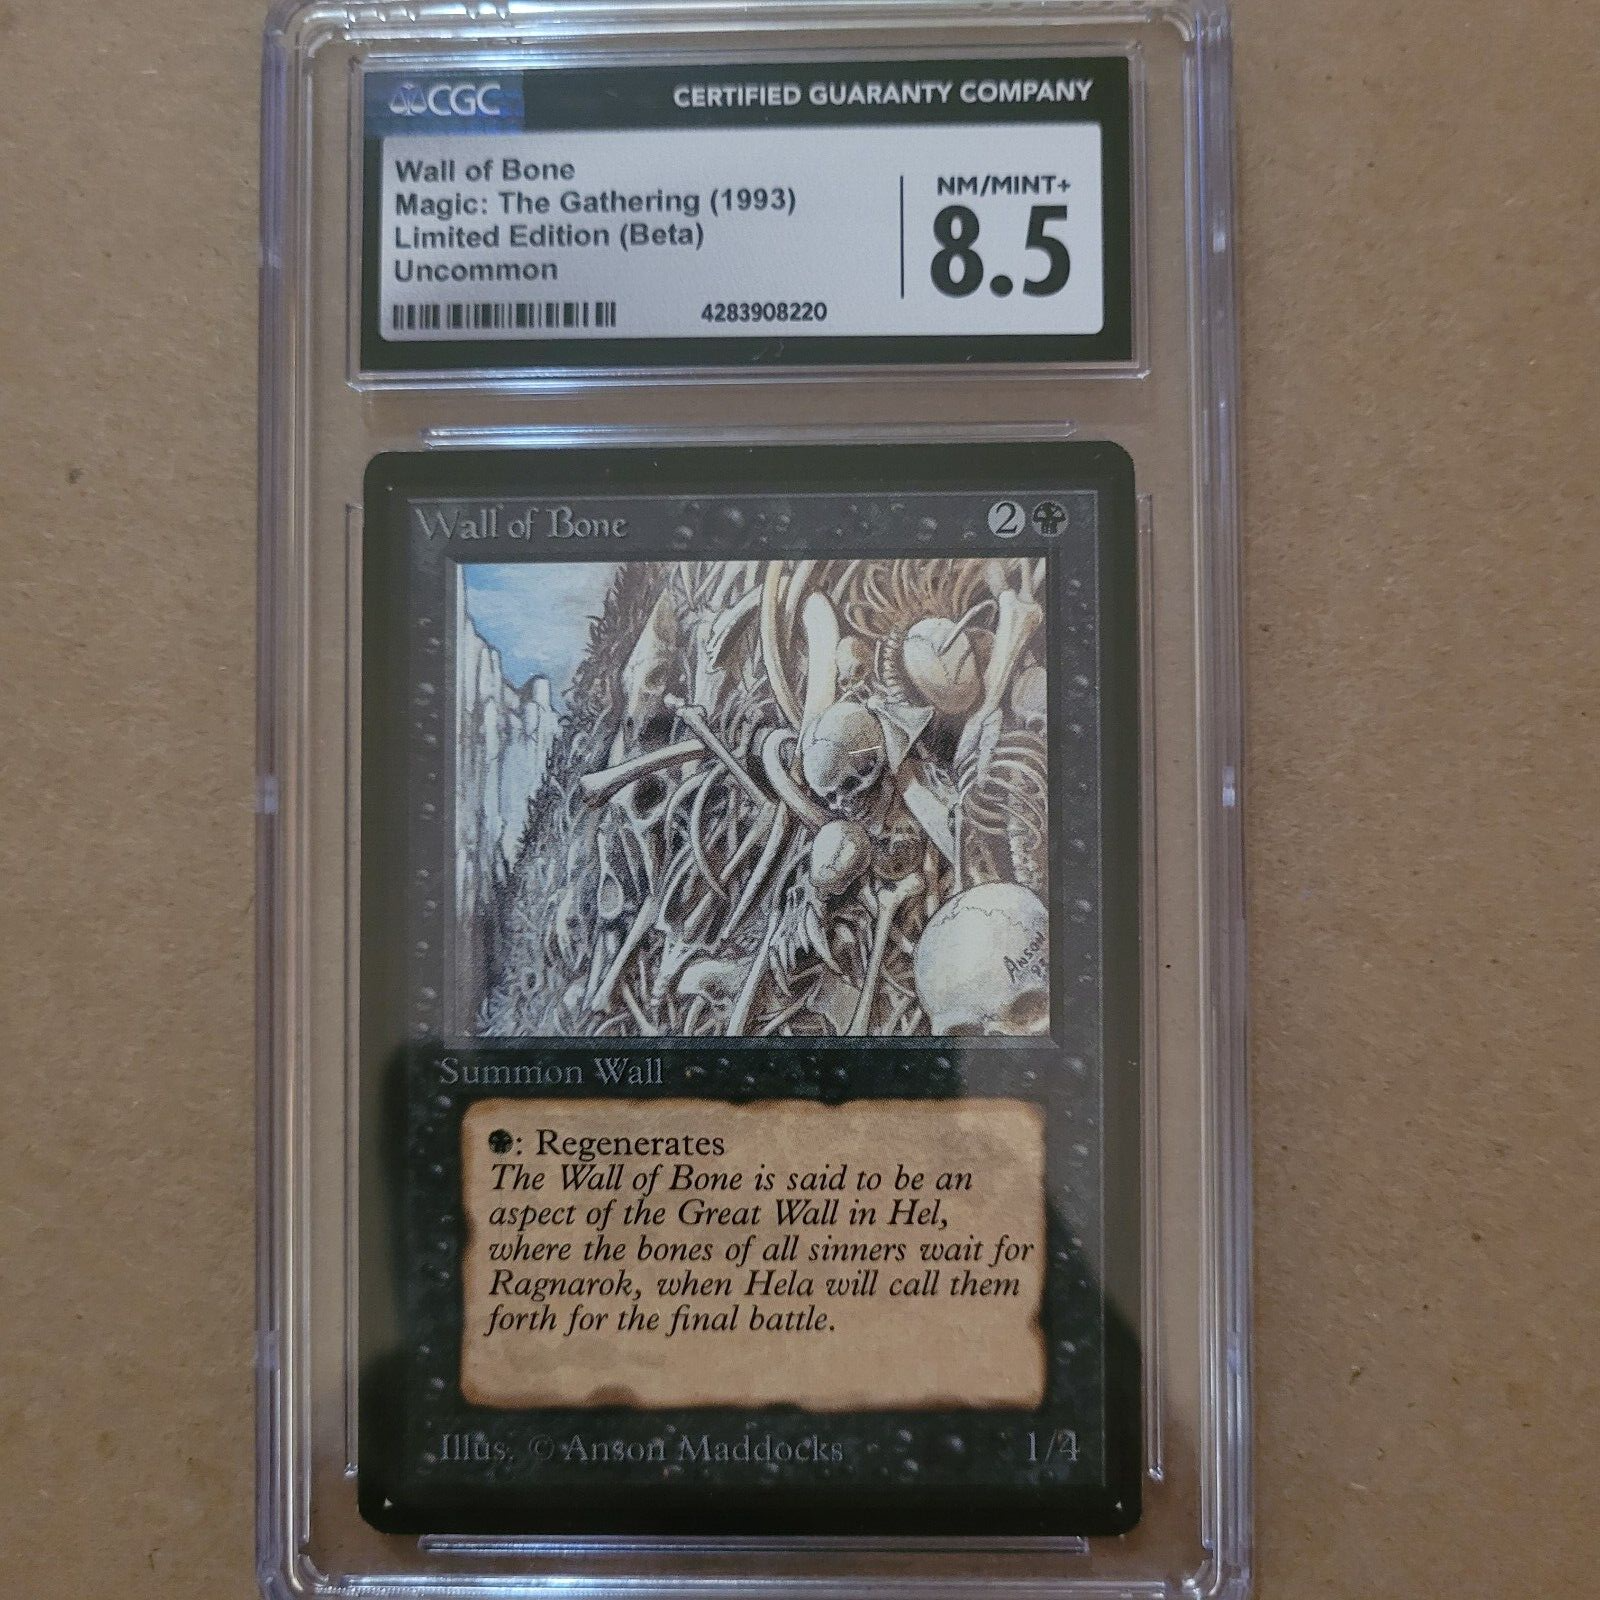 CGC CERTIFIED GUARANTY COMPANY
Wall of Bone
Magic: The Gathering (1993)
Limited Edition (Beta)
Uncommon
4283908220
NM/MINT+
8.5
Wall of Bone 2
ANSON 93
Summon Wall
: Regenerates
The Wall of Bone is said to be an
aspect of the Great Wall in Hel,
where the bones of all sinners wait for
Ragnarok, when Hela will call them
forth for the final battle.
Illus. © Anson Maddocks 1/4